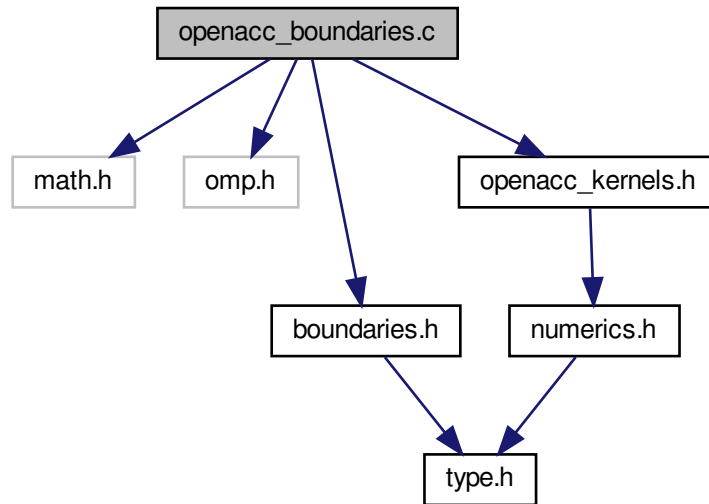 openacc_boundaries.c
math.h
omp.h
openacc_kernels.h
boundaries.h
numerics.h
type.h